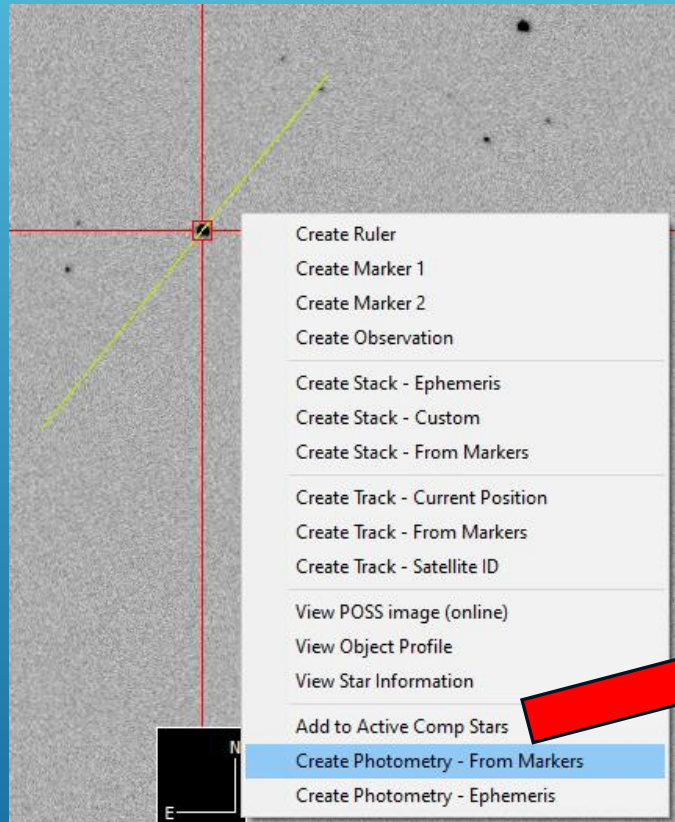 Create Ruler
Create Marker 1
Create Marker 2
Create Observation
Create Stack - Ephemeris
Create Stack - Custom
Create Stack - From Markers
Create Track - Current Position
Create Track - From Markers
Create Track - Satellite ID
View POSS image (online)
View Object Profile
View Star Information
Add to Active Comp Stars
N
Create Photometry - From Markers
Create Photometry - Ephemeris
E